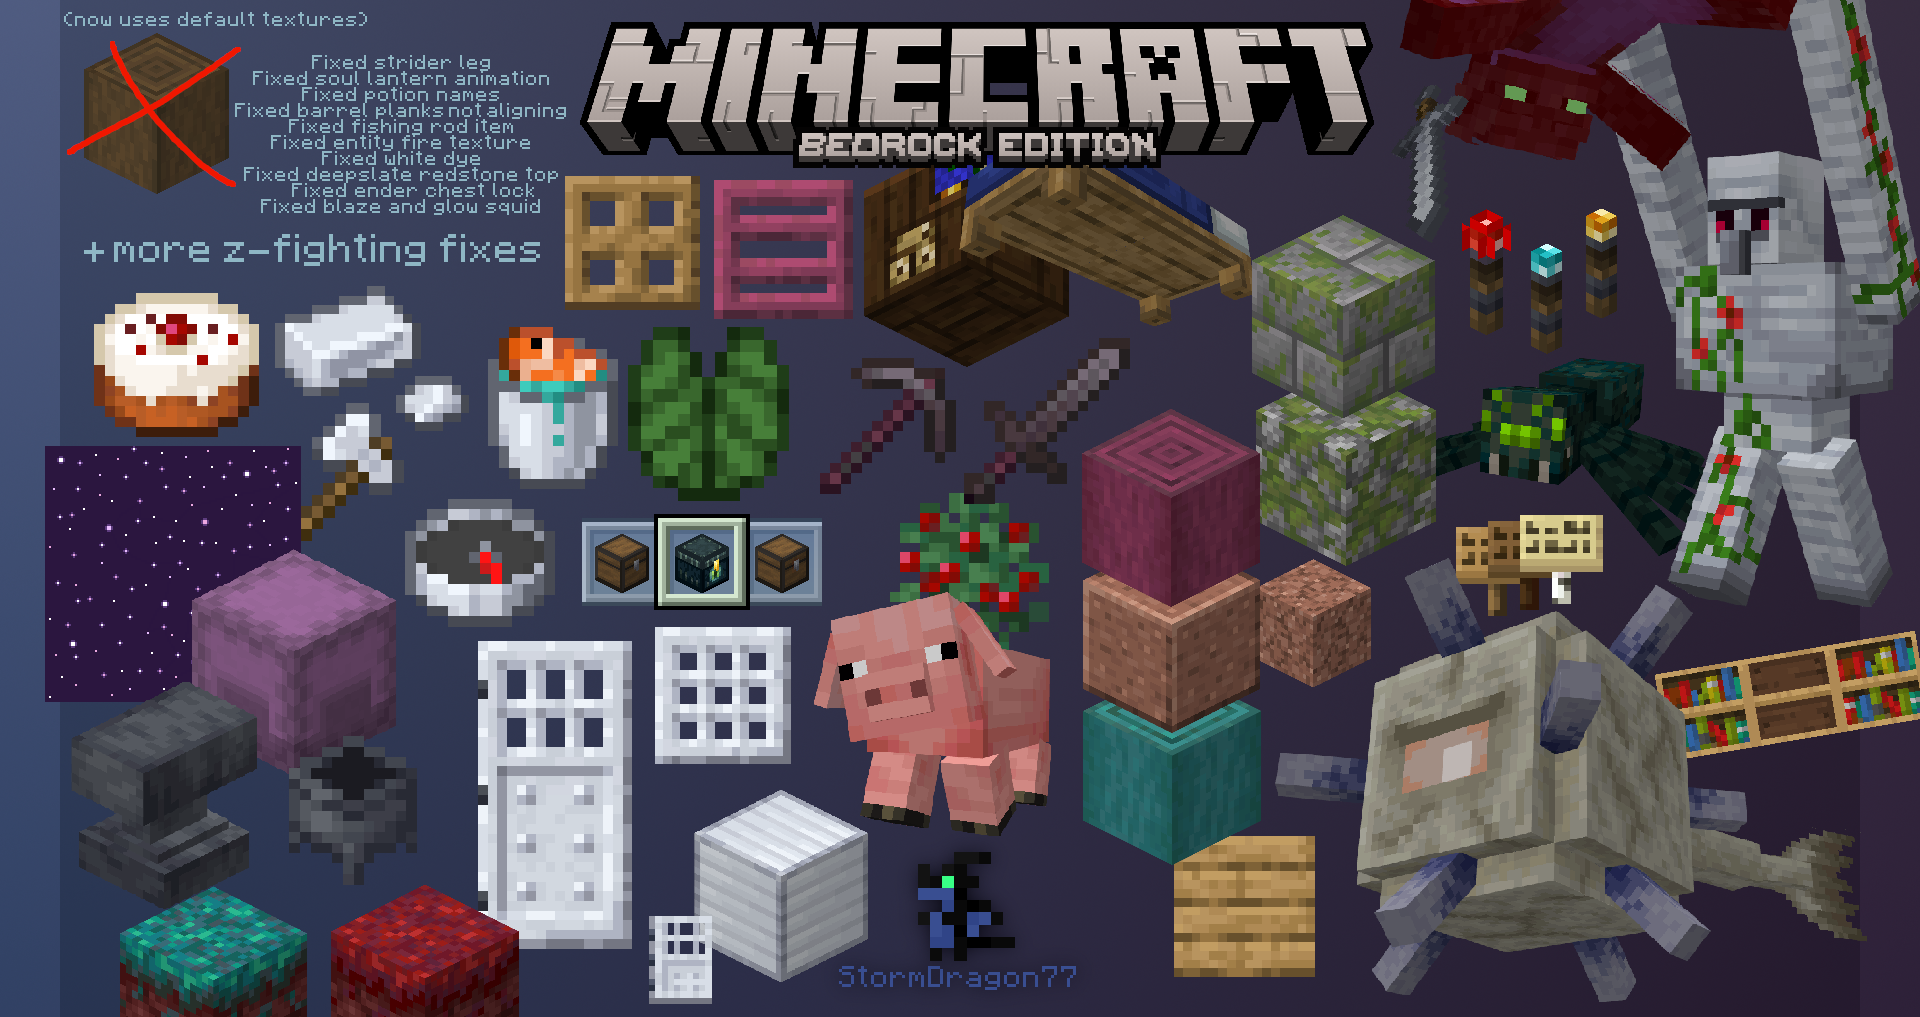 (now uses default textures)
Fixed strider leg
Fixed soul lantern animation
Fixed potion names
Fixed barrel planks not aligning
Fixed fishing rod item
Fixed entity fire texture
Fixed white dye
Fixed deepslate redstone top
Fixed ender chest lock
Fixed blaze and glow squid
+more z-fighting fixes
MINECRAFT
BEDROCK EDITION
StormDragon77